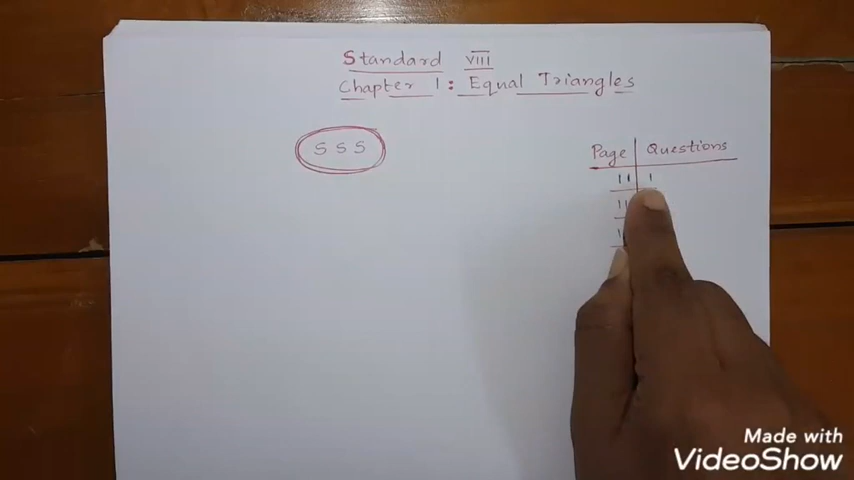 Standard VIII
Chapter 1 : Equal Triangles
SSS
Page Questions
11 1
Made with
VideoShow